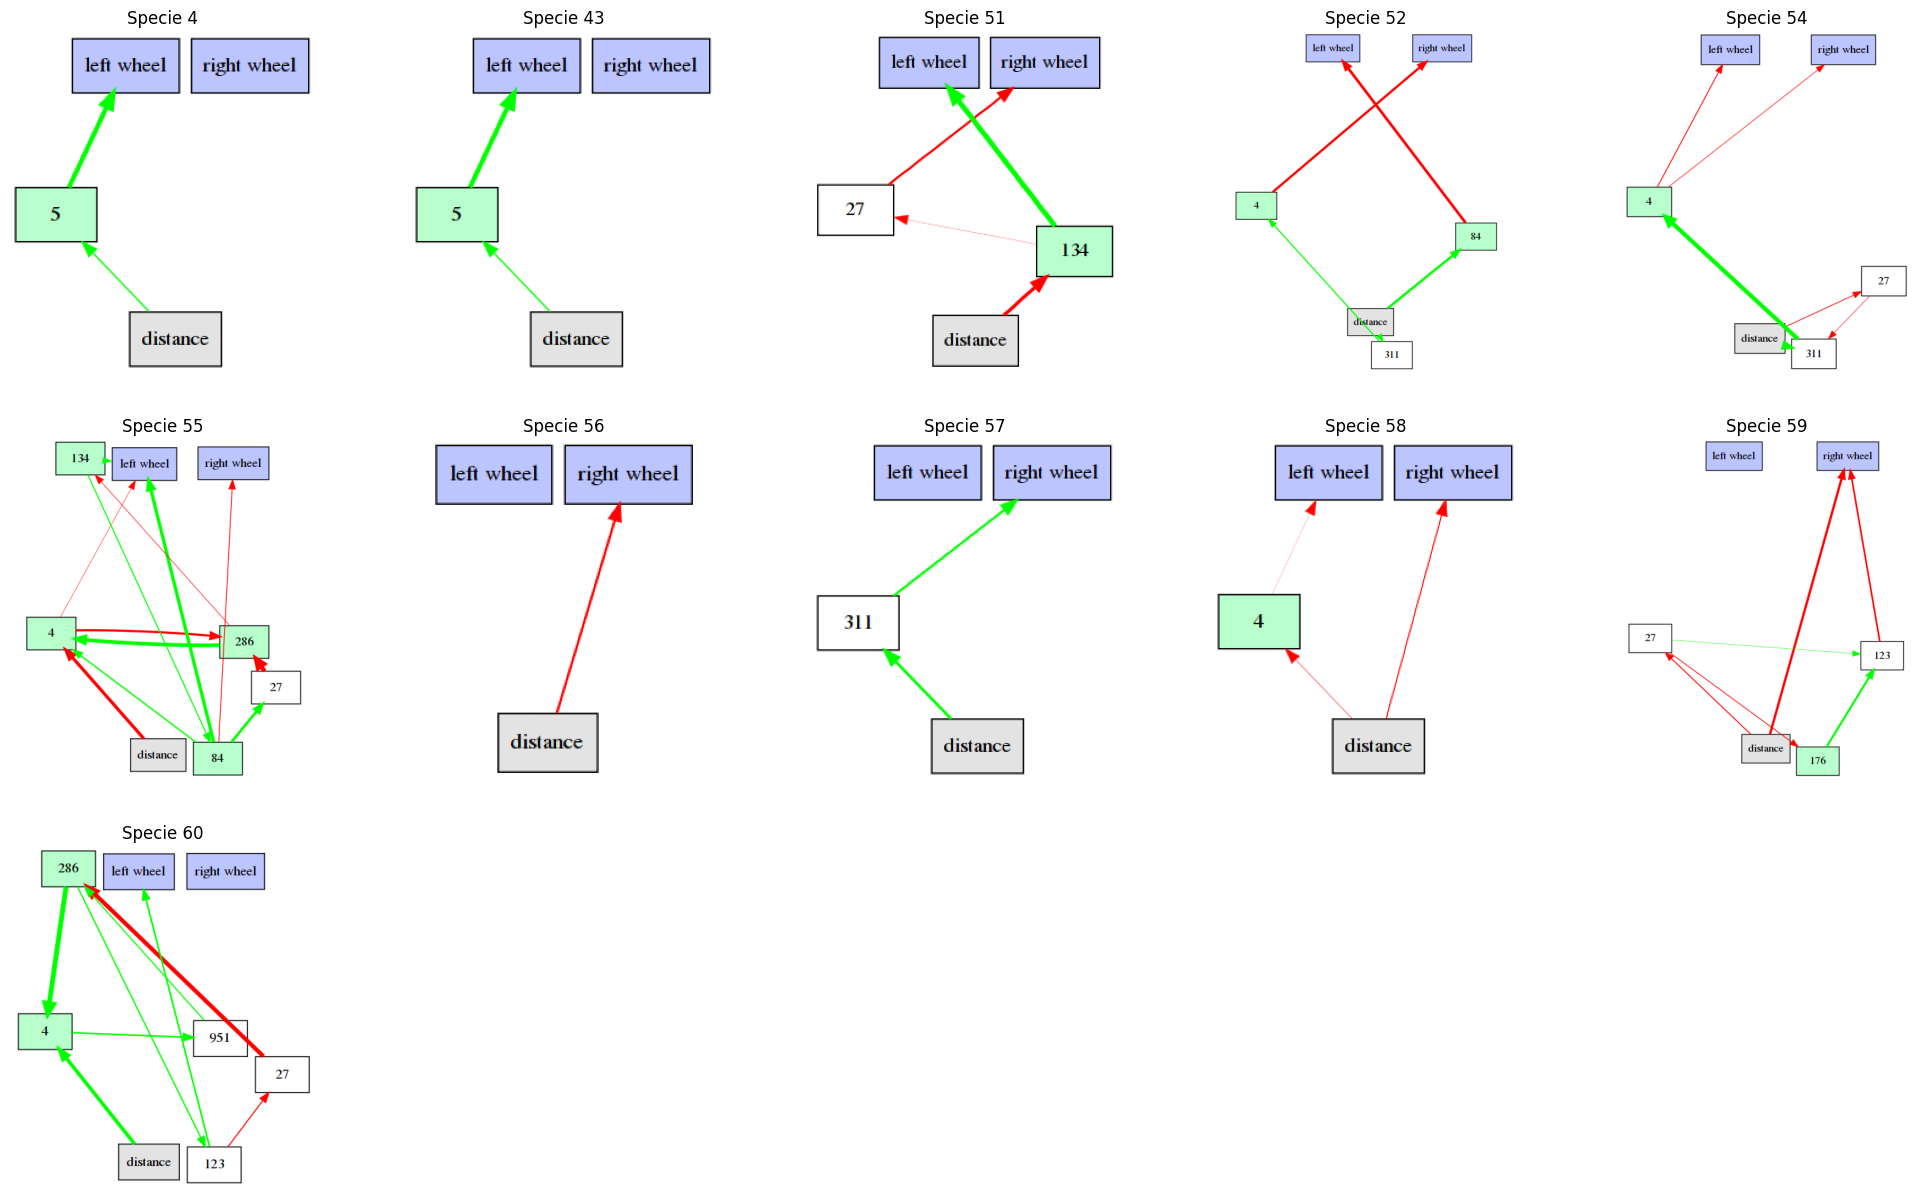 Specie 4
left wheel
right wheel
5
distance
Specie 43
left wheel
right wheel
5
distance
Specie 51
left wheel
right wheel
27
134
distance
Specie 52
left wheel
right wheel
4
84
distance
311
Specie 54
left wheel
right wheel
4
27
distance
311
Specie 55
134
left wheel
right wheel
4
286
27
distance
84
Specie 56
left wheel
right wheel
distance
Specie 57
left wheel
right wheel
311
distance
Specie 58
left wheel
right wheel
4
distance
Specie 59
left wheel
right wheel
27
123
distance
176
Specie 60
286
left wheel
right wheel
4
951
27
distance
123